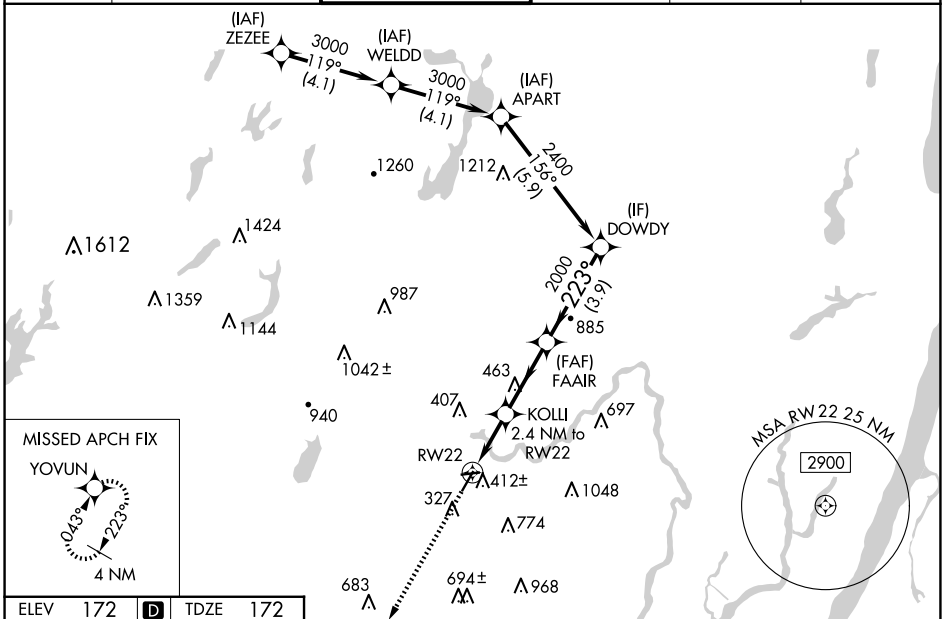 (IAF)
ZEZEE
3000
119°
(4.1)
(IAF)
WELDD
3000
119°
(4.1)
(IAF)
APART
2400
156°
(5.9)
1260
1212
(IF)
DOWDY
1424
1612
2000
223°
(3.9)
1359
987
1144
885
1042 ±
(FAF)
FAAIR
463
407
940
KOLLI
2.4 NM to
RW22
697
MISSED APCH FIX
YOVUN
043°
223°
4 NM
MSA RW 22 25 NM
2900
RW22
412±
1048
327
774
683
694±
968
ELEV 172 D TDZE 172